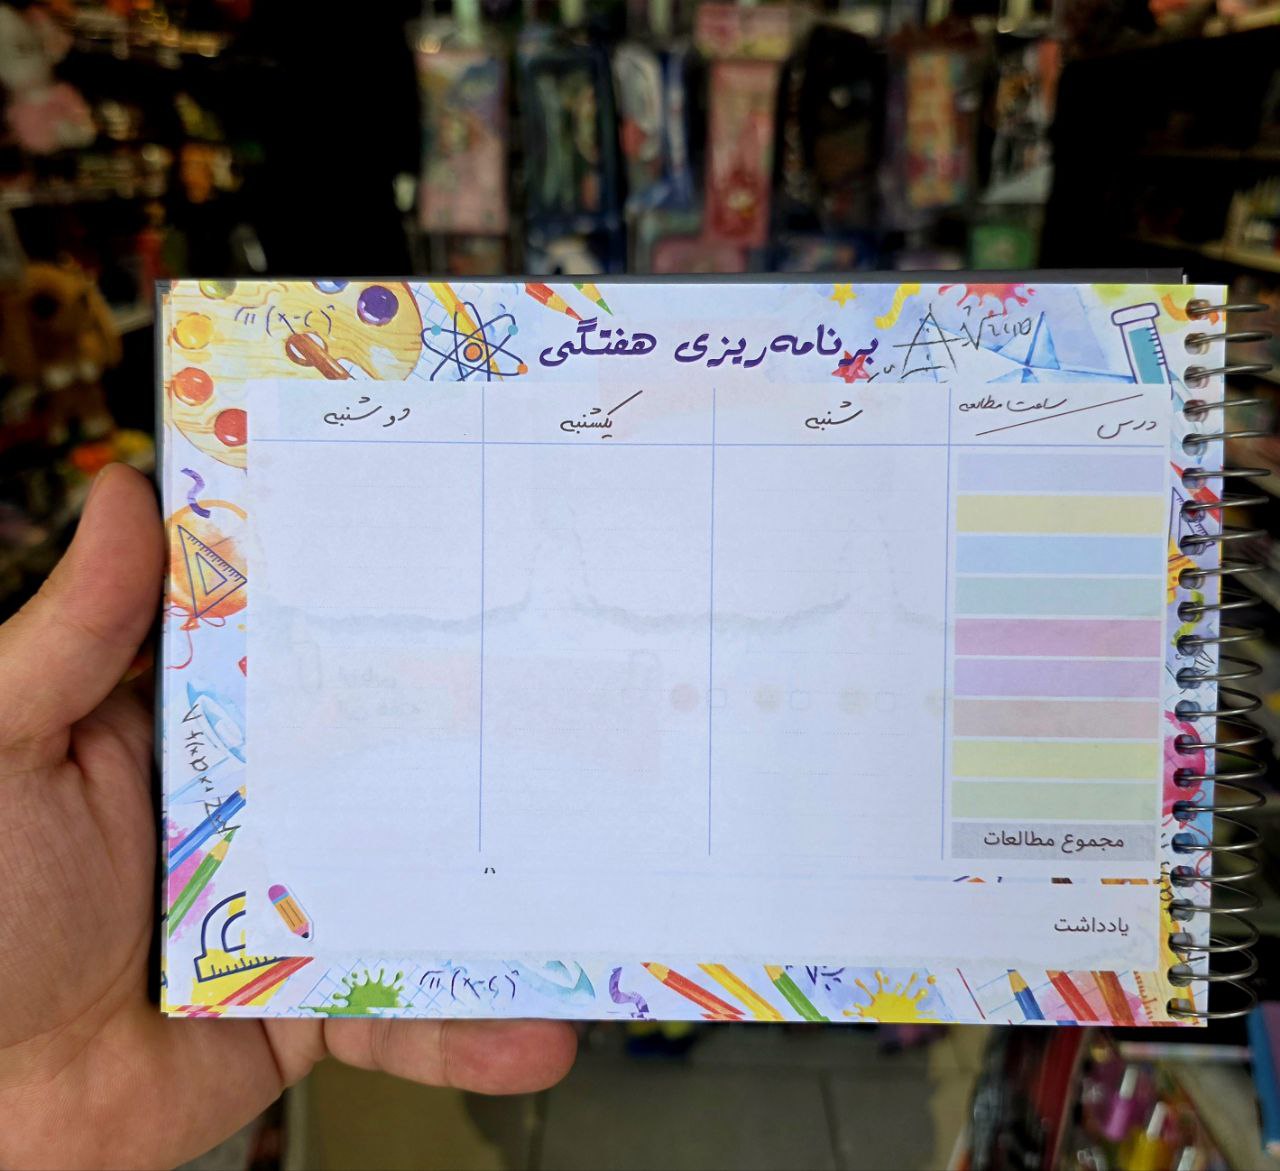 برنامه‌ریزی هفتگی
ساعت مطالعه
درس
شنبه
یکشنبه
دوشنبه
مجموع مطالعات
یادداشت